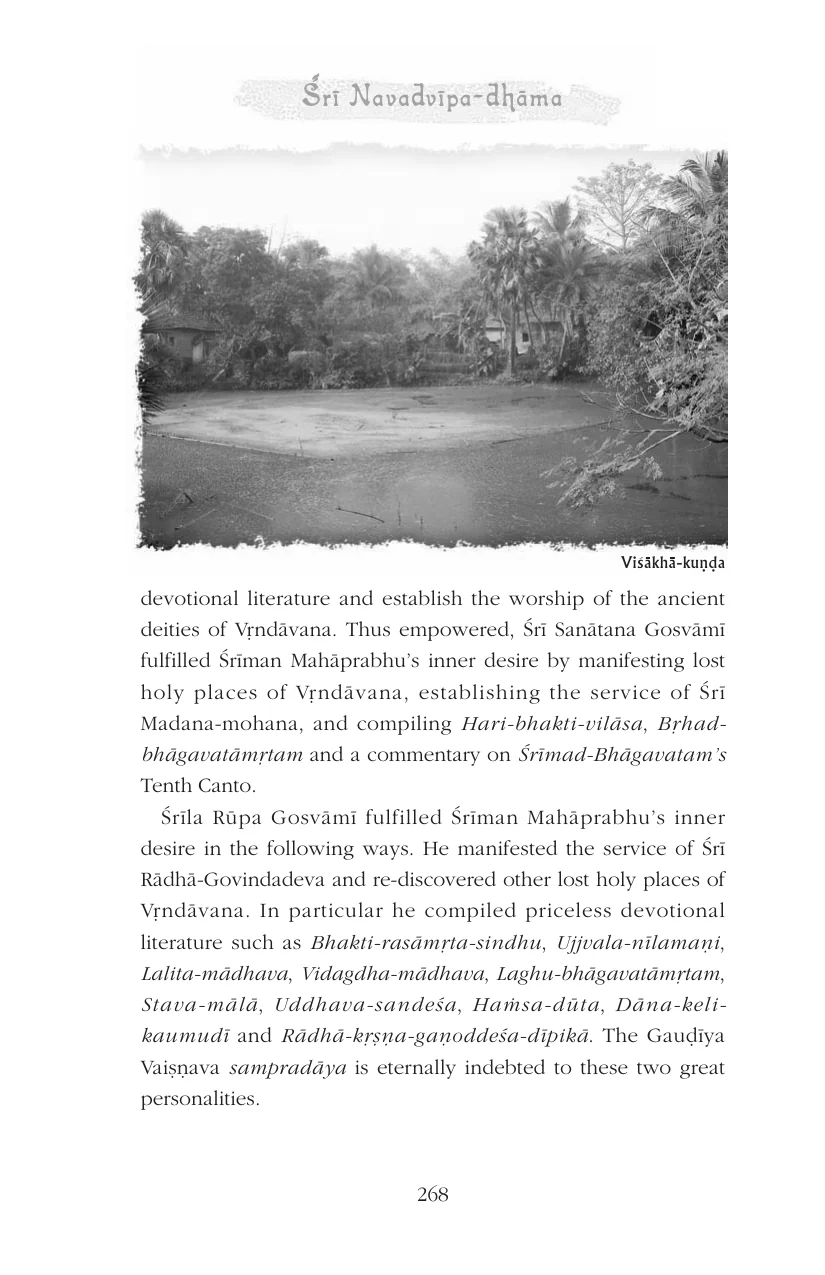 Śrī Navadvīpa-dhāma
Viśākhā-kuṇḍa
devotional literature and establish the worship of the ancient
deities of Vṛndāvana. Thus empowered, Śrī Sanātana Gosvāmī
fulfilled Śrīman Mahāprabhu’s inner desire by manifesting lost
holy places of Vṛndāvana, establishing the service of Śrī
Madana-mohana, and compiling Hari-bhakti-vilāsa, Bṛhad-
bhāgavatāmṛtam and a commentary on Śrīmad-Bhāgavatam’s
Tenth Canto.
Śrīla Rūpa Gosvāmī fulfilled Śrīman Mahāprabhu’s inner
desire in the following ways. He manifested the service of Śrī
Rādhā-Govindadeva and re-discovered other lost holy places of
Vṛndāvana. In particular he compiled priceless devotional
literature such as Bhakti-rasāmṛta-sindhu, Ujjvala-nīlamaṇi,
Lalita-mādhava, Vidagdha-mādhava, Laghu-bhāgavatāmṛtam,
Stava-mālā, Uddhava-sandeśa, Haṁsa-dūta, Dāna-keli-
kaumudī and Rādhā-kṛṣṇa-gaṇoddeśa-dīpikā. The Gauḍīya
Vaiṣṇava sampradāya is eternally indebted to these two great
personalities.
268